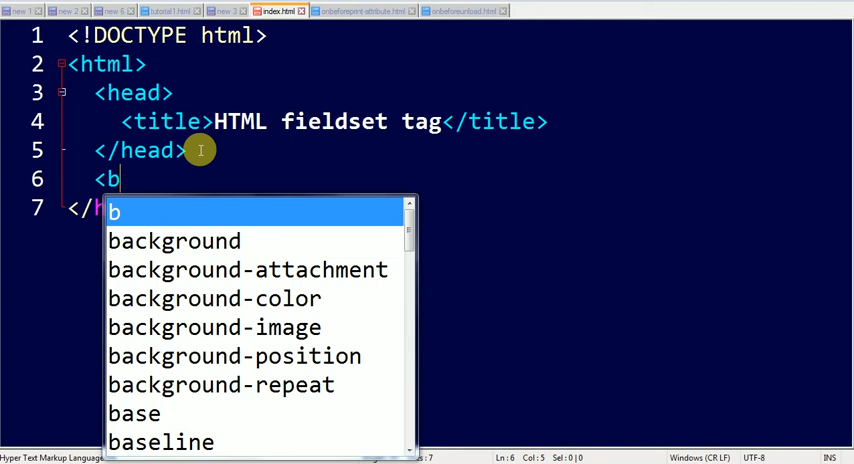 new 1 new 2 new 6 tutorial1.html new 3 index.html onbeforeprint-attribute.html onbeforeunload.html
1 <!DOCTYPE html>
2 <html>
3 <head>
4 <title>HTML fieldset tag</title>
5 </head>
6 <b
7 </h
b
background
background-attachment
background-color
background-image
background-position
background-repeat
base
baseline
Hyper Text Markup Language : 7 Ln : 6 Col : 5 Sel : 0 | 0 Windows (CR LF) UTF-8 INS